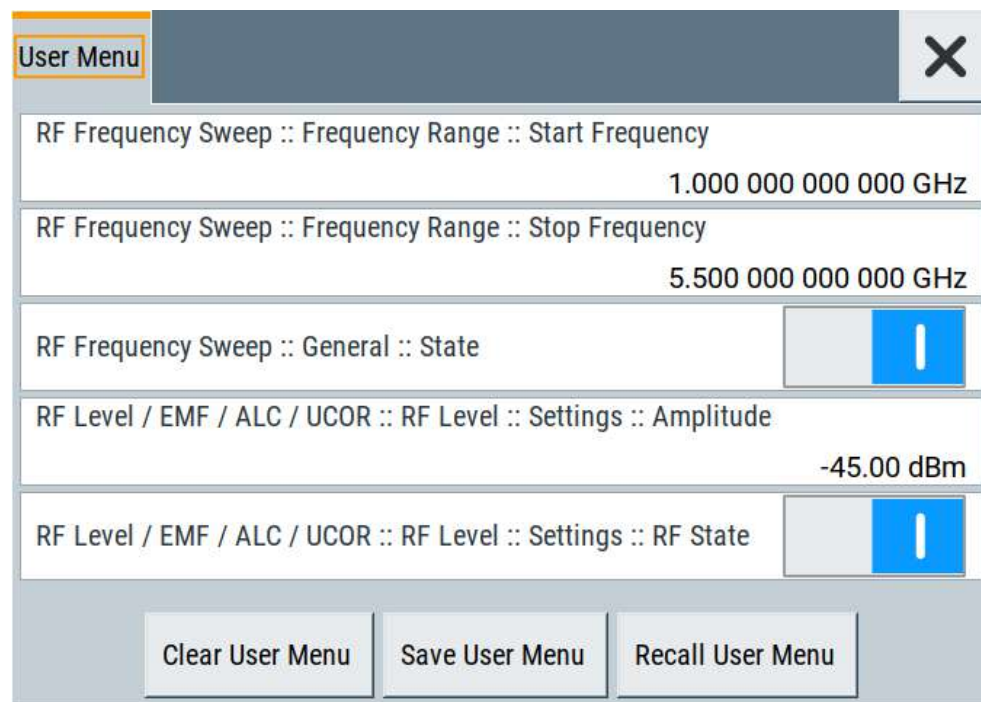 User Menu
RF Frequency Sweep :: Frequency Range :: Start Frequency
1.000 000 000 000 GHz
RF Frequency Sweep :: Frequency Range :: Stop Frequency
5.500 000 000 000 GHz
RF Frequency Sweep :: General :: State
RF Level / EMF / ALC / UCOR :: RF Level :: Settings :: Amplitude
-45.00 dBm
RF Level / EMF / ALC / UCOR :: RF Level :: Settings :: RF State
Clear User Menu Save User Menu Recall User Menu